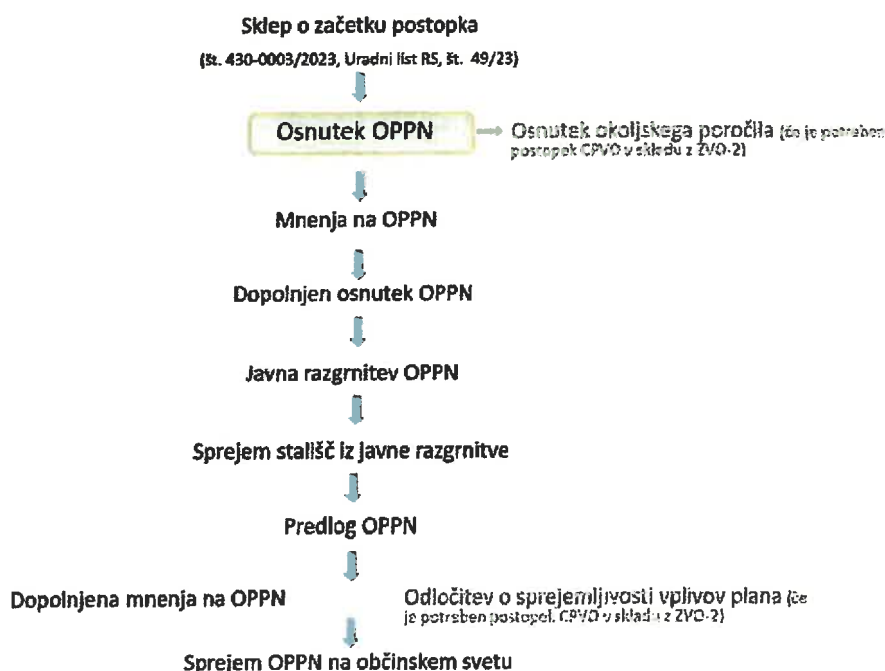 Sklep o začetku postopka
(št. 430-0003/2023, Uradni list RS, št. 49/23)
Osnutek OPPN
Osnutek okoljskega poročila (če je potreben
postopek CPVO v skladu z ZVO-2)
Mnenja na OPPN
Dopolnjen osnutek OPPN
Javna razgrnitev OPPN
Sprejem stališč iz javne razgrnitve
Predlog OPPN
Dopolnjena mnenja na OPPN
Odločitev o sprejemljivosti vplivov plana (če
je potreben postopek CPVO v skladu z ZVO-2)
Sprejem OPPN na občinskem svetu